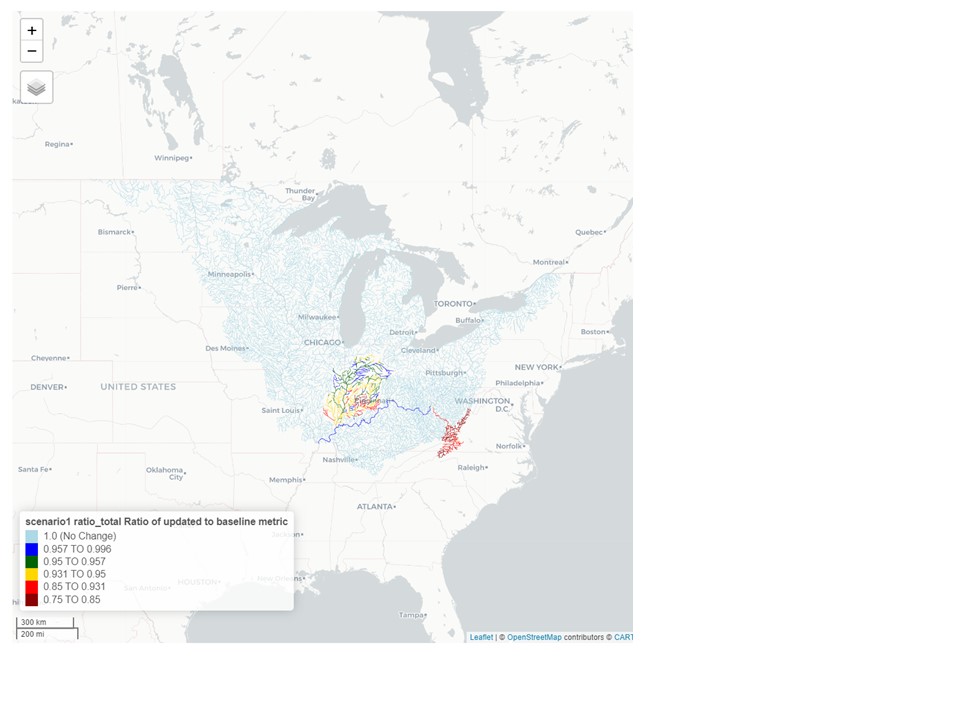 +
−
Regina
Winnipeg
Thunder
Bay
Bismarck
Quebec
Montreal
Minneapolis
Pierre
TORONTO
Buffalo
Milwaukee
Detroit
Boston
CHICAGO
Des Moines
Cleveland
Cheyenne
NEW YORK
Pittsburgh
DENVER
UNITED STATES
Philadelphia
WASHINGTON
D.C.
Saint Louis
Norfolk
Nashville
Raleigh
Santa Fe
Oklahoma
City
Memphis
ATLANTA
scenario1 ratio_total Ratio of updated to baseline metric
1.0 (No Change)
0.957 TO 0.996
0.95 TO 0.957
0.931 TO 0.95
0.85 TO 0.931
0.75 TO 0.85
Jackson
New Orleans
HOUSTON
San Antonio
Tampa
300 km
200 mi
Leaflet | © OpenStreetMap contributors © CART